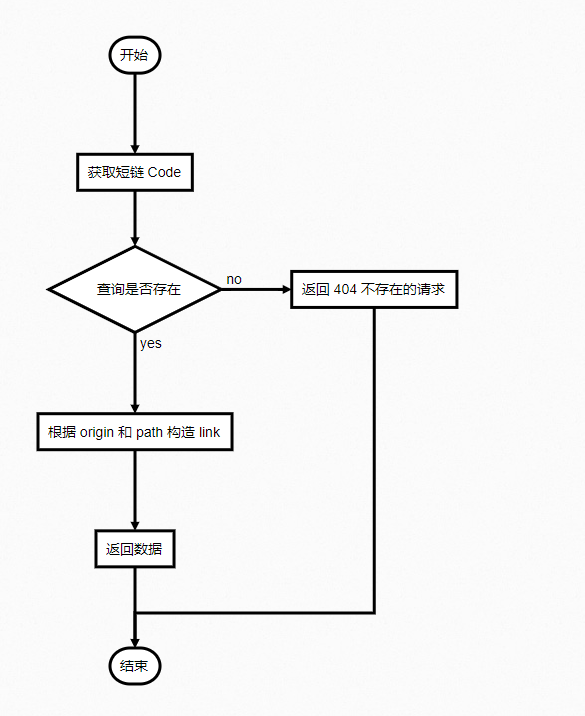 开始
获取短链 Code
查询是否存在
no
返回 404 不存在的请求
yes
根据 origin 和 path 构造 link
返回数据
结束